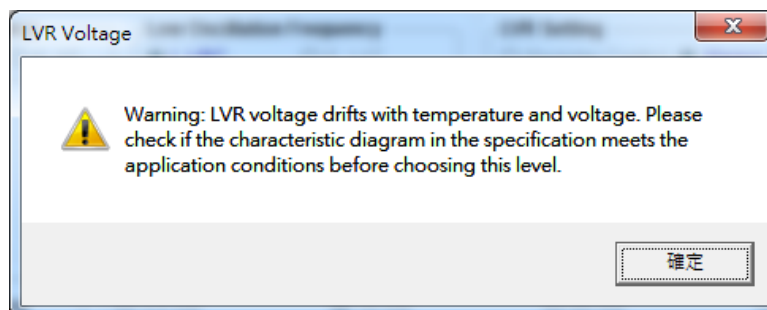 LVR Voltage
Warning: LVR voltage drifts with temperature and voltage. Please
check if the characteristic diagram in the specification meets the
application conditions before choosing this level.
確定